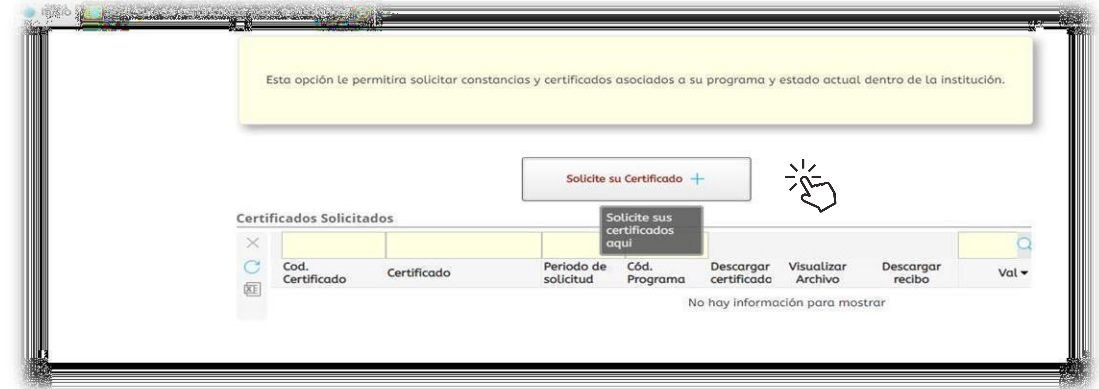 Esta opción le permitira solicitar constancias y certificados asociados a su programa y estado actual dentro de la institución.
Solicite su Certificado +
Solicite sus
certificados
aqui
Certificados Solicitados
Cod.
Certificado
Certificado
Periodo de
solicitud
Cód.
Programa
Descargar
certificado
Visualizar
Archivo
Descargar
recibo
Val
No hay información para mostrar